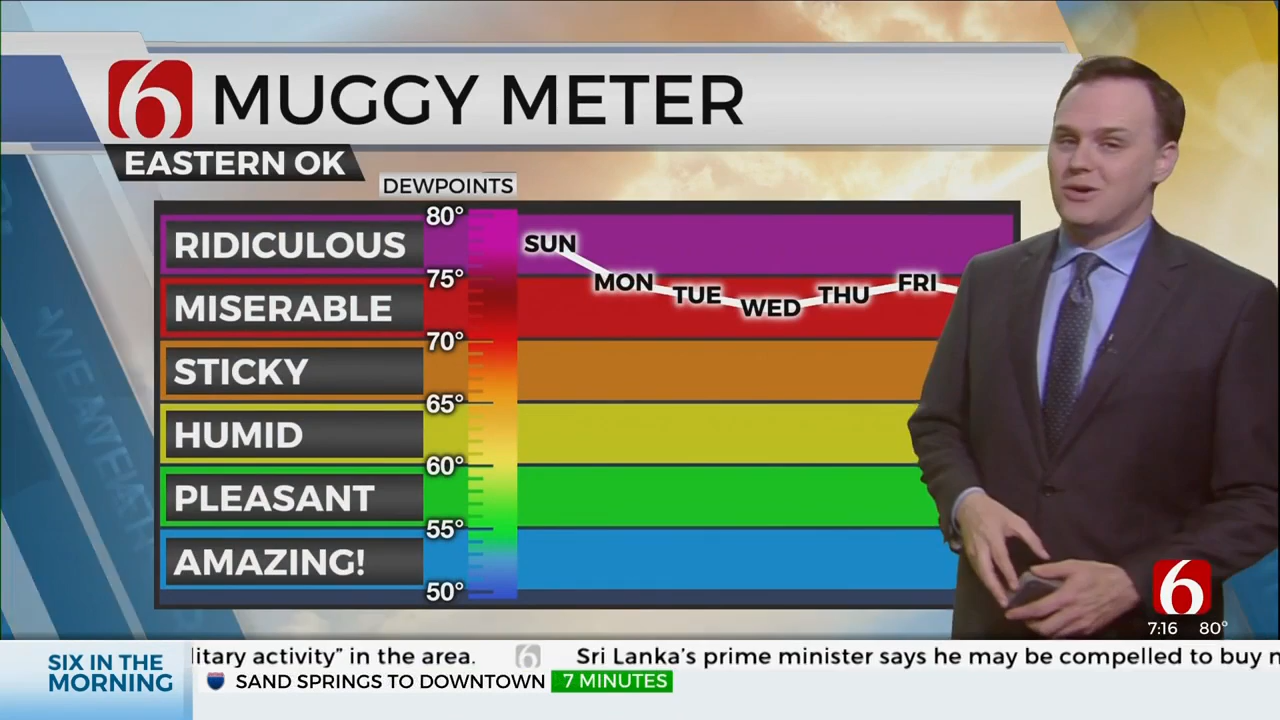 6 MUGGY METER
EASTERN OK
DEWPOINTS
80°
RIDICULOUS
SUN
75°
MON
TUE
WED
THU
FRI
MISERABLE
70°
STICKY
65°
HUMID
60°
PLEASANT
55°
AMAZING!
50°
6
7:16 80°
SIX IN THE
MORNING
litary activity” in the area. 6 Sri Lanka’s prime minister says he may be compelled to buy
SAND SPRINGS TO DOWNTOWN 7 MINUTES